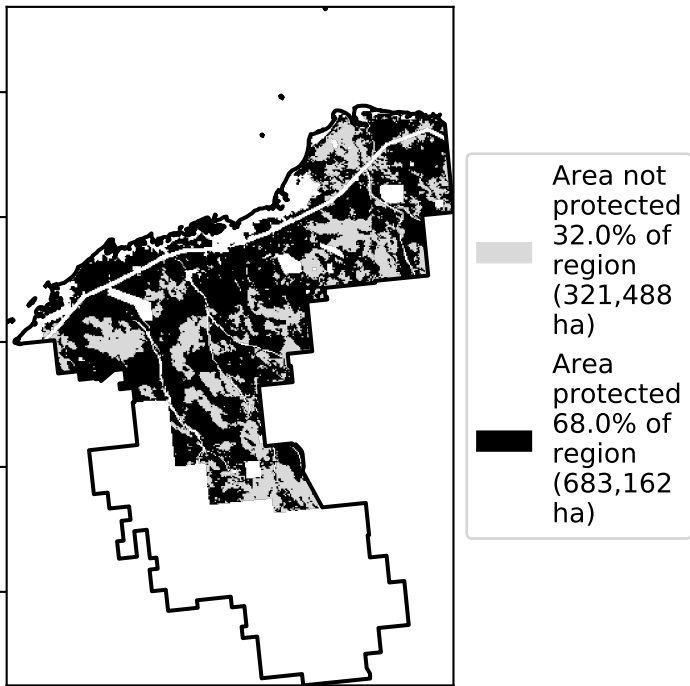 Area not
protected
32.0% of
region
(321,488
ha)
Area
protected
68.0% of
region
(683,162
ha)